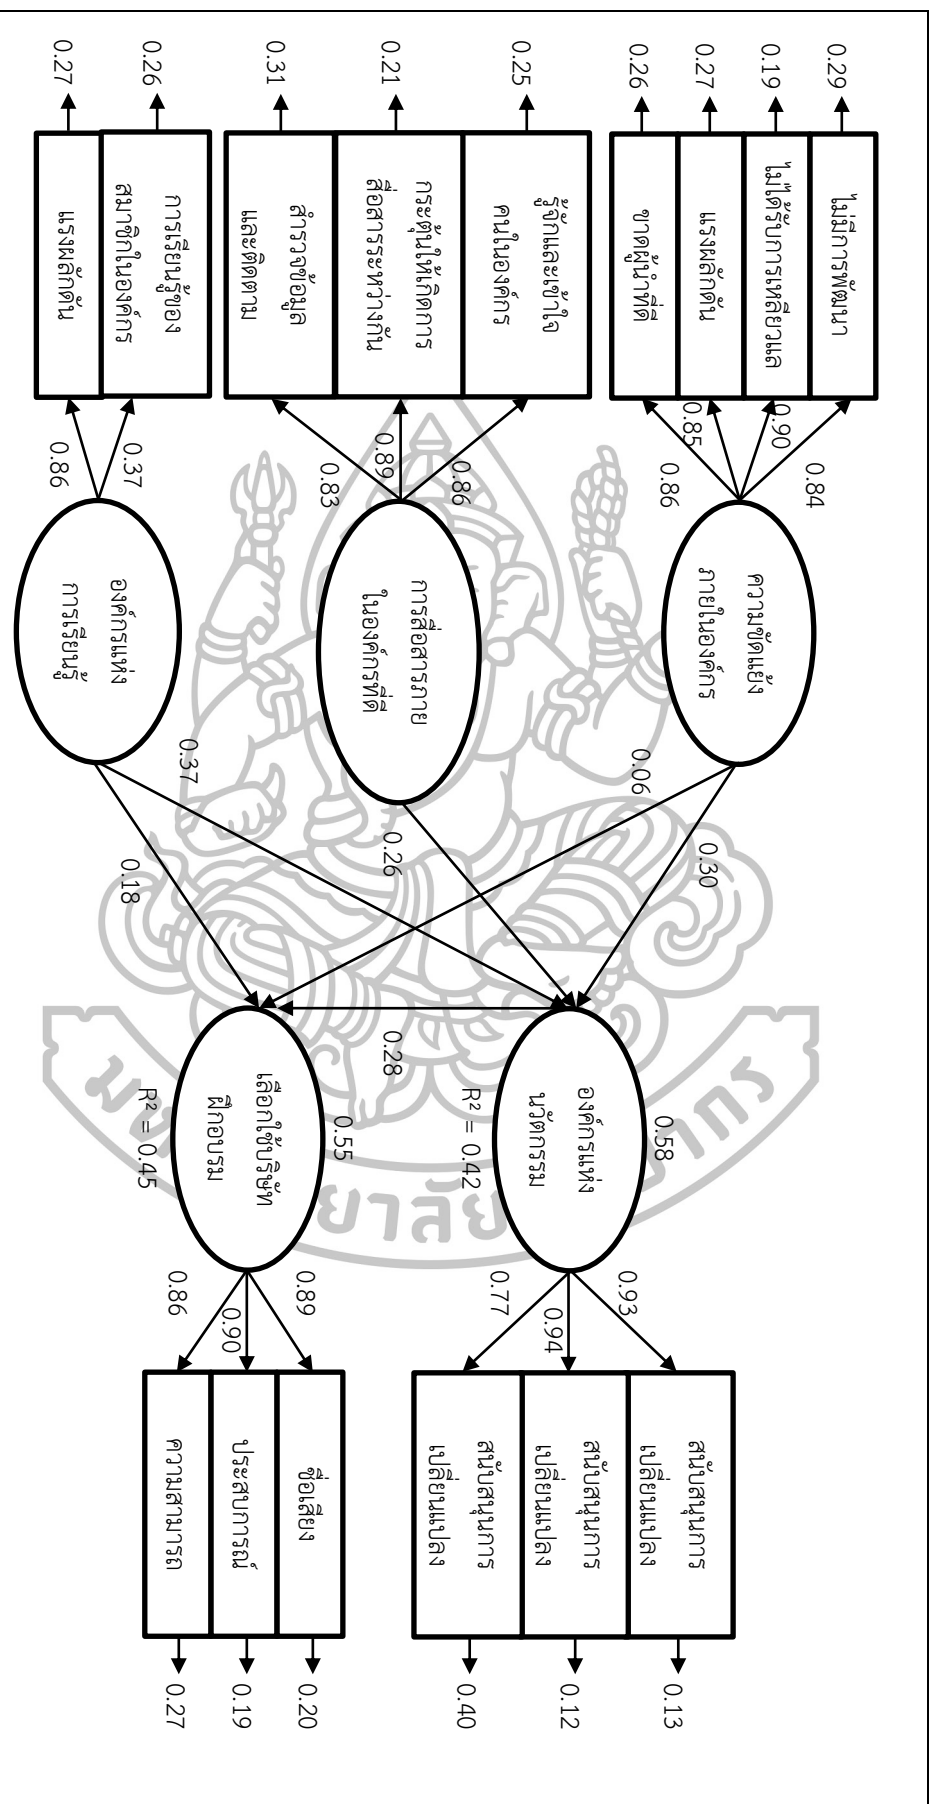 0.29
ไม่มีการพัฒนา
0.84
0.19
ไม่ได้รับการเหลียวแล
0.90
0.27
แรงผลักดัน
0.85
0.26
ขาดผู้นำที่ดี
0.86
ความขัดแย้ง
ภายในองค์กร
0.06
0.30
0.25
รู้จักและเข้าใจ
คนในองค์กร
0.86
0.21
กระตุ้นให้เกิดการ
สื่อสารระหว่างกัน
0.89
0.31
สำรวจข้อมูล
และติดตาม
0.83
การสื่อสารภาย
ในองค์กรที่ดี
0.26
0.26
การเรียนรู้ของ
สมาชิกในองค์กร
0.37
0.27
แรงผลักดัน
0.86
องค์กรแห่ง
การเรียนรู้
0.37
0.18
0.58
องค์กรแห่ง
นวัตกรรม
R² = 0.42
0.28
0.93
สนับสนุนการ
เปลี่ยนแปลง
0.13
0.94
สนับสนุนการ
เปลี่ยนแปลง
0.12
0.77
สนับสนุนการ
เปลี่ยนแปลง
0.40
0.55
เลือกใช้บริษัท
ฝึกอบรม
R² = 0.45
0.89
ชื่อเสียง
0.20
0.90
ประสบการณ์
0.19
0.86
ความสามารถ
0.27